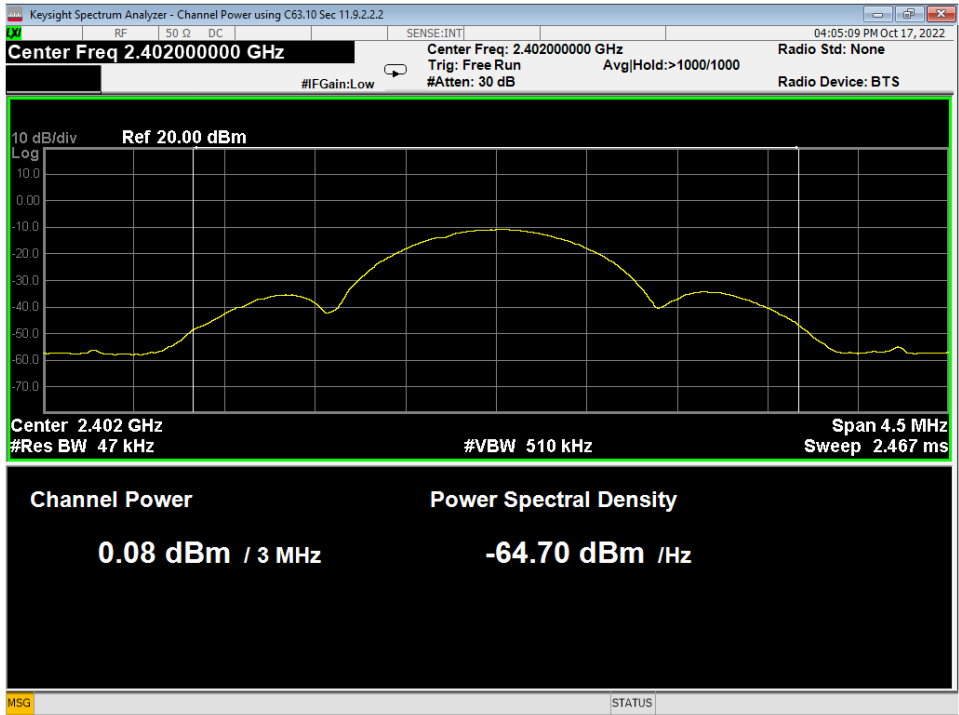 Keysight Spectrum Analyzer - Channel Power using C63.10 Sec 11.9.2.2.2
LXI RF 50 Ω DC SENSE:INT 04:05:09 PM Oct 17, 2022
Center Freq 2.402000000 GHz Center Freq: 2.402000000 GHz Radio Std: None
Trig: Free Run Avg|Hold:>1000/1000
#IFGain:Low #Atten: 30 dB Radio Device: BTS
10 dB/div Ref 20.00 dBm
Log
10.0
0.00
-10.0
-20.0
-30.0
-40.0
-50.0
-60.0
-70.0
Center 2.402 GHz Span 4.5 MHz
#Res BW 47 kHz #VBW 510 kHz Sweep 2.467 ms
Channel Power Power Spectral Density
0.08 dBm / 3 MHz -64.70 dBm /Hz
MSG STATUS